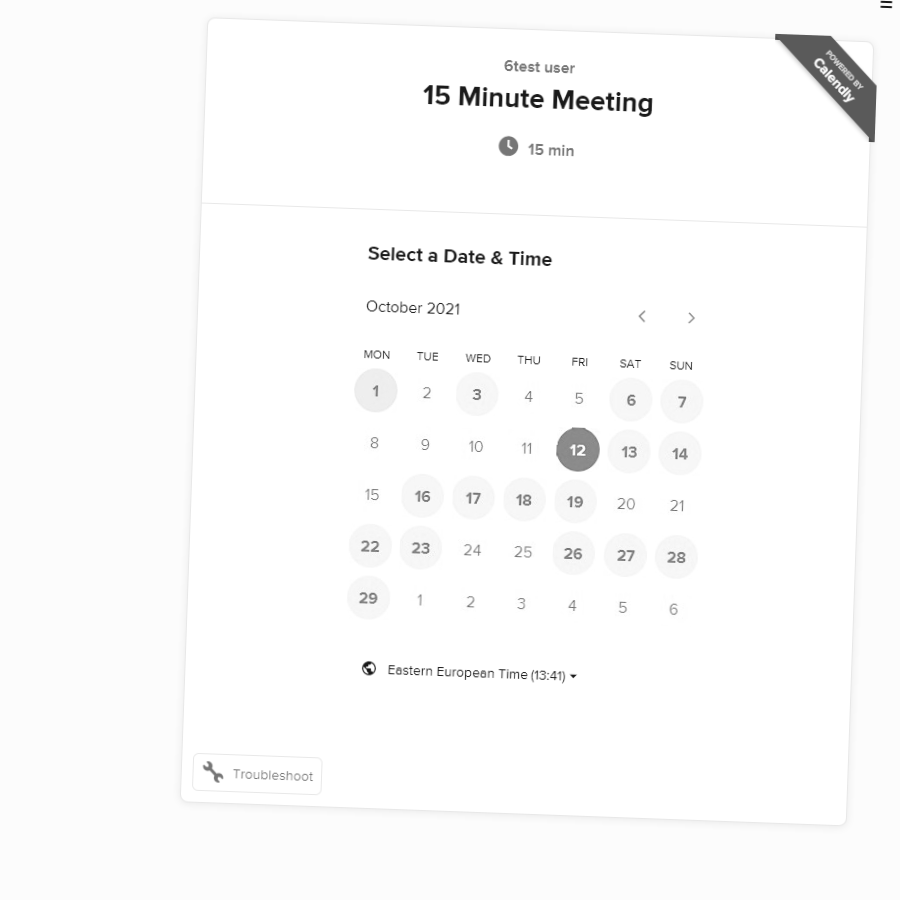 6test user
15 Minute Meeting
15 min
POWERED BY
Calendly
Select a Date & Time
October 2021
MON TUE WED THU FRI SAT SUN
1 2 3 4 5 6 7
8 9 10 11 12 13 14
15 16 17 18 19 20 21
22 23 24 25 26 27 28
29 1 2 3 4 5 6
Eastern European Time (13:41)
Troubleshoot